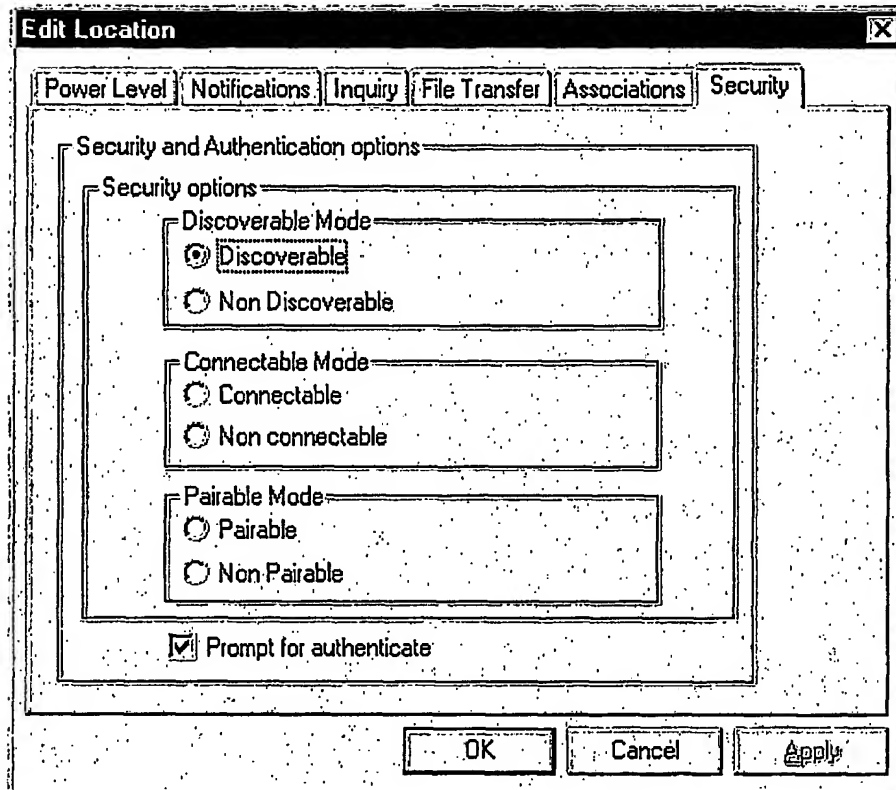 Edit Location
Power Level Notifications Inquiry File Transfer Associations Security
Security and Authentication options
Security options
Discoverable Mode
Discoverable
Non Discoverable
Connectable Mode
Connectable
Non connectable
Pairable Mode
Pairable
Non Pairable
Prompt for authenticate
OK Cancel Apply